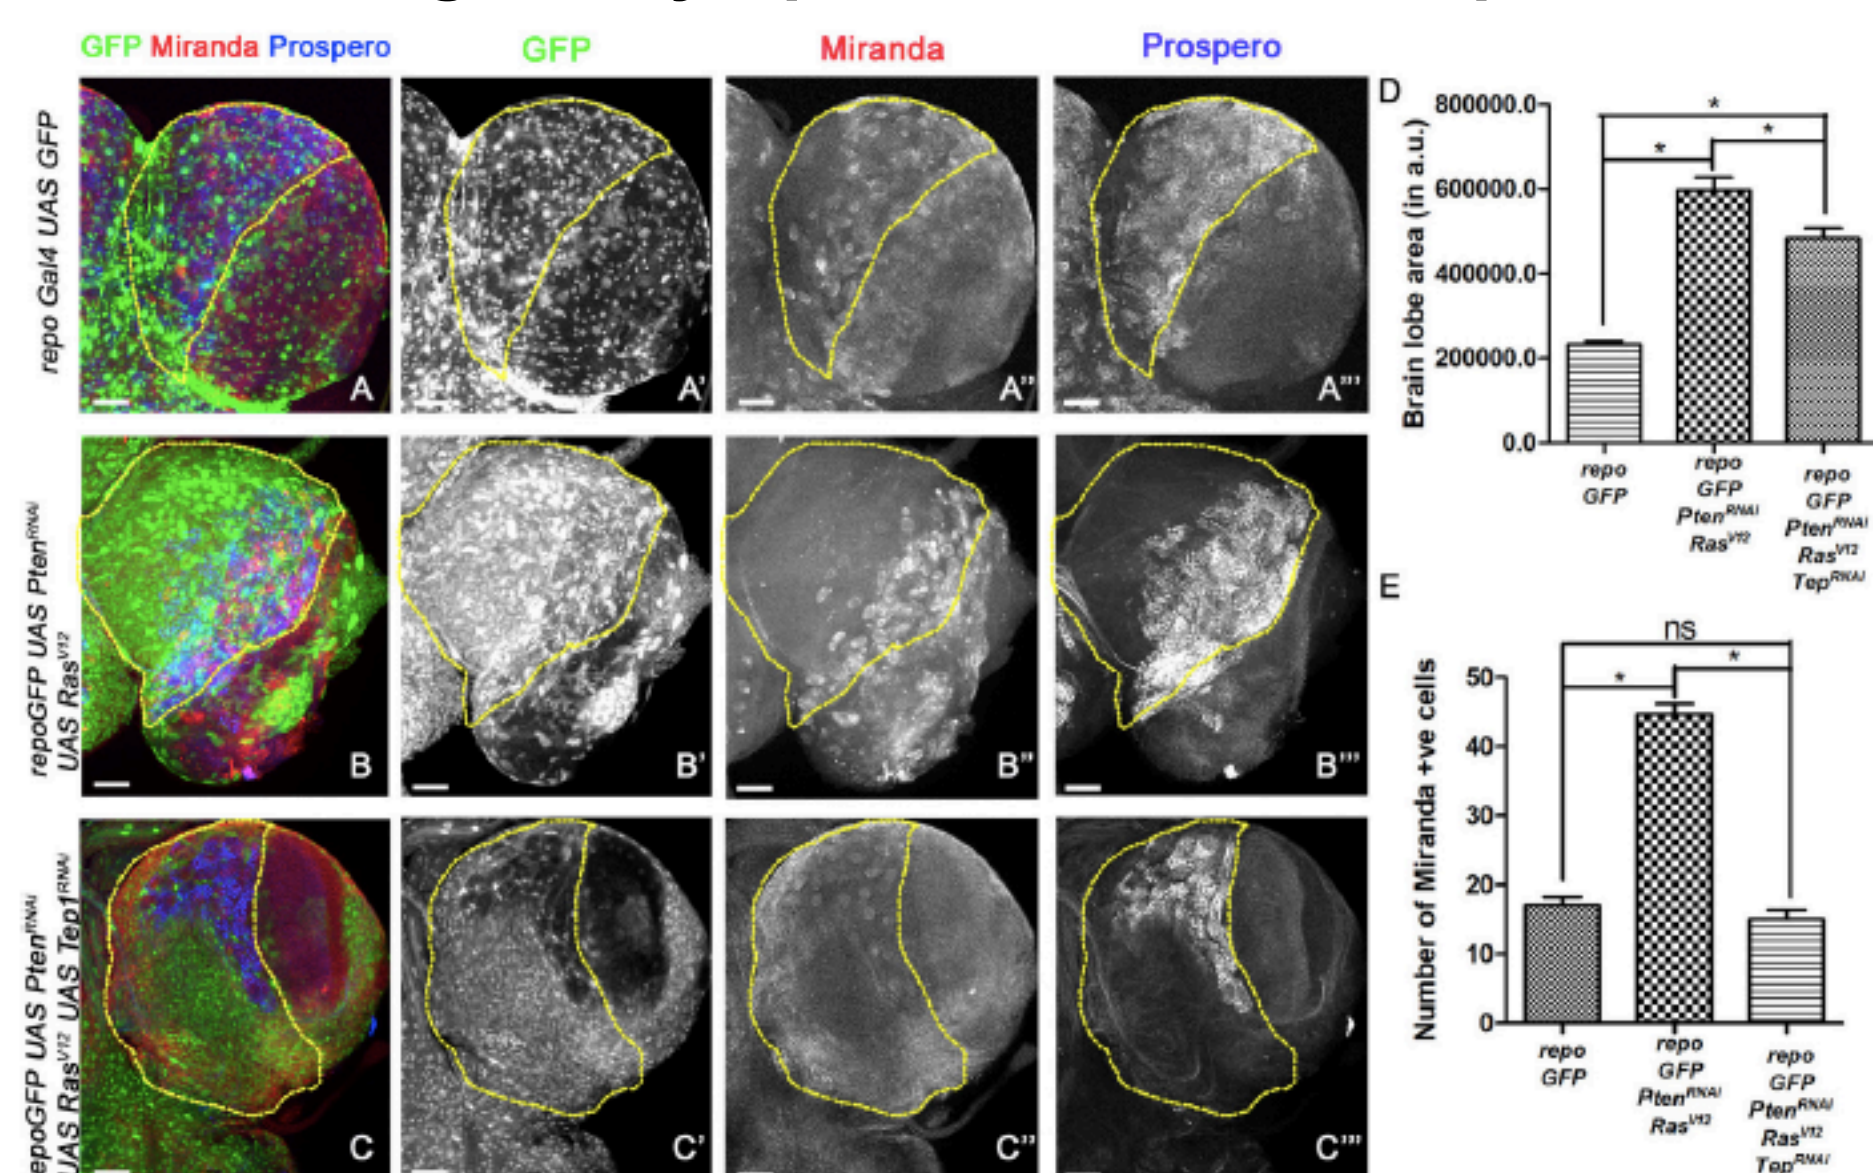 GFP Miranda Prospero
GFP
Miranda
Prospero
repo Gal4 UAS GFP
A
A'
A"
A'"
repoGFP UAS Pten^RNAi
UAS Ras^V12
B
B'
B"
B'"
repoGFP UAS Pten^RNAi
UAS Ras^V12 UAS Tep1^RNAi
C
C'
C"
C'"
D
Brain lobe area (in a.u.)
800000.0
600000.0
400000.0
200000.0
0.0
*
*
*
repo
GFP
repo
GFP
Pten^RNAi
Ras^V12
repo
GFP
Pten^RNAi
Ras^V12
Tep^RNAi
E
Number of Miranda +ve cells
50
40
30
20
10
0
ns
*
*
repo
GFP
repo
GFP
Pten^RNAi
Ras^V12
repo
GFP
Pten^RNAi
Ras^V12
Tep^RNAi